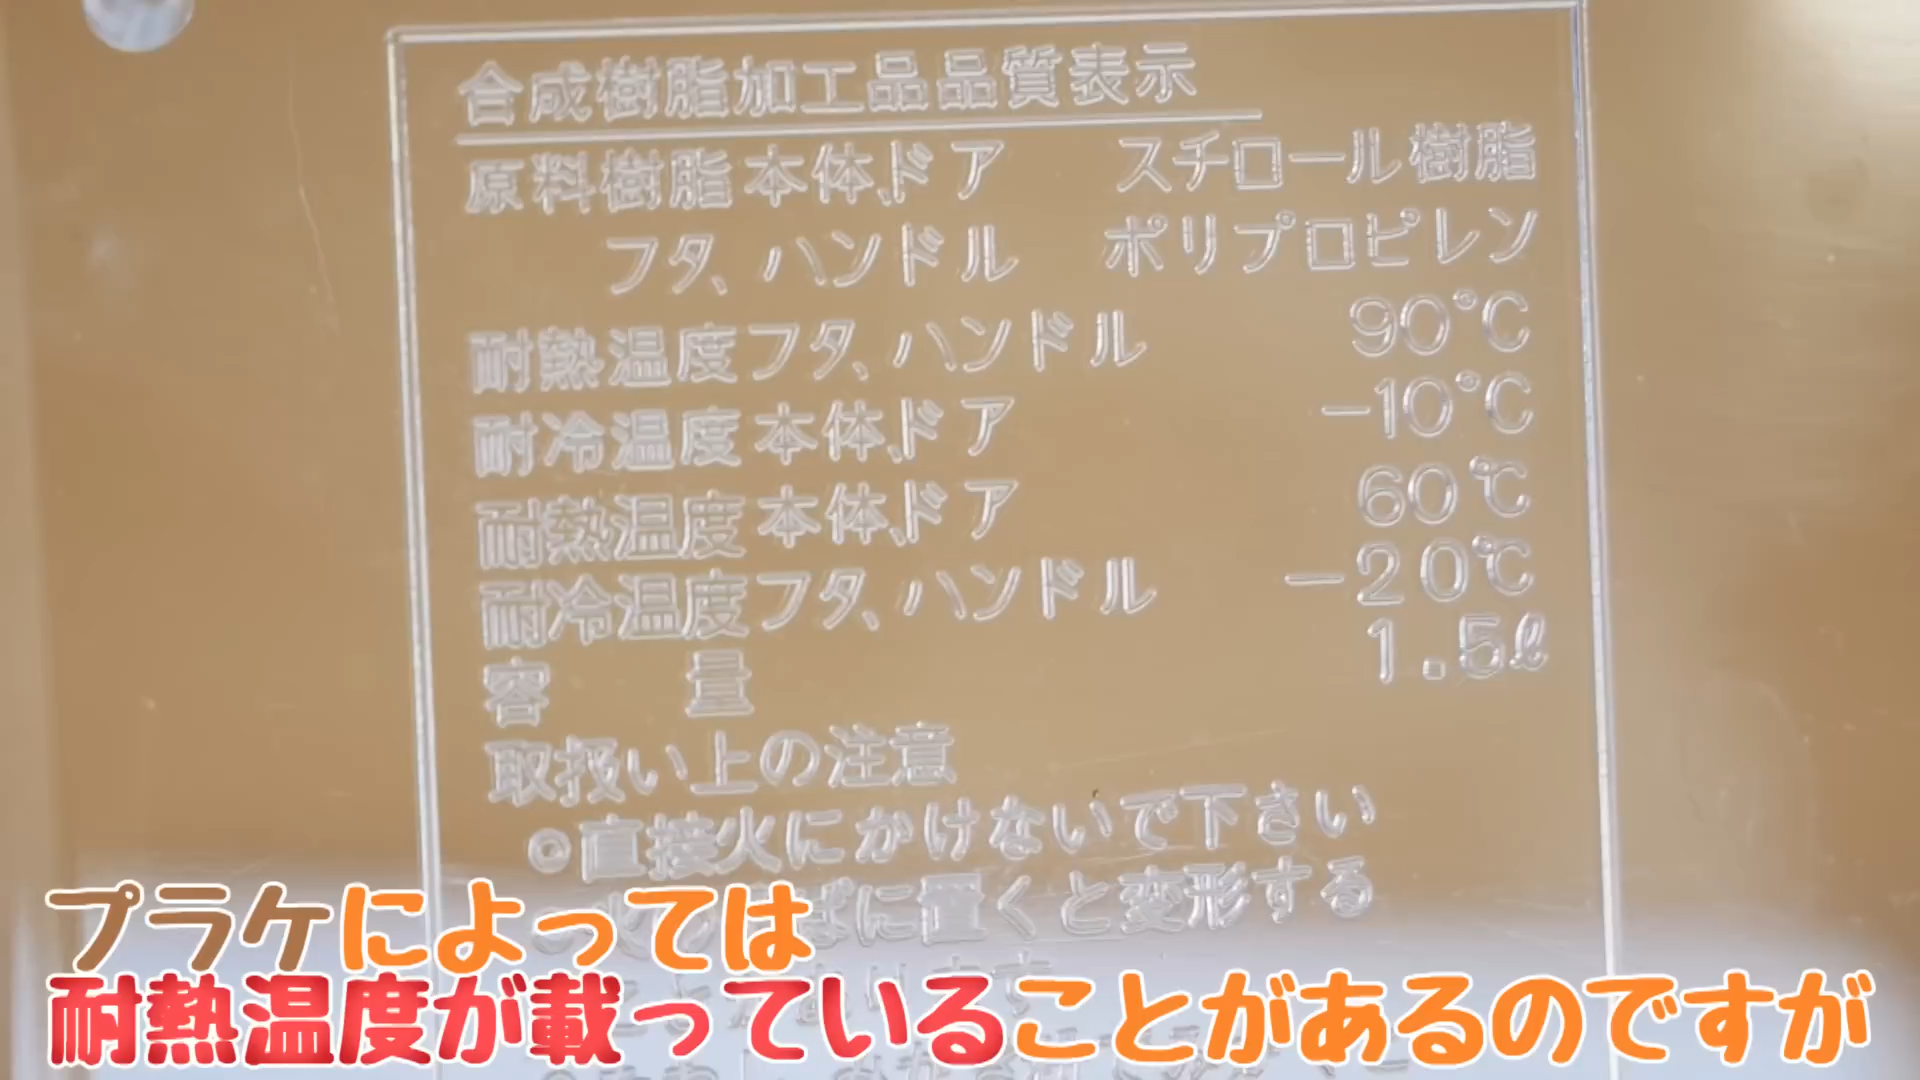 合成樹脂加工品品質表示
原料樹脂本体、ドア スチロール樹脂
フタ、ハンドル ポリプロピレン
耐熱温度フタ、ハンドル 90℃
耐冷温度本体、ドア -10℃
耐熱温度本体、ドア 60℃
耐冷温度フタ、ハンドル -20℃
容量 1.5ℓ
取扱い上の注意
◎直接火にかけないで下さい
ばに置くと変形する
プラケによっては
耐熱温度が載っていることがあるのですが